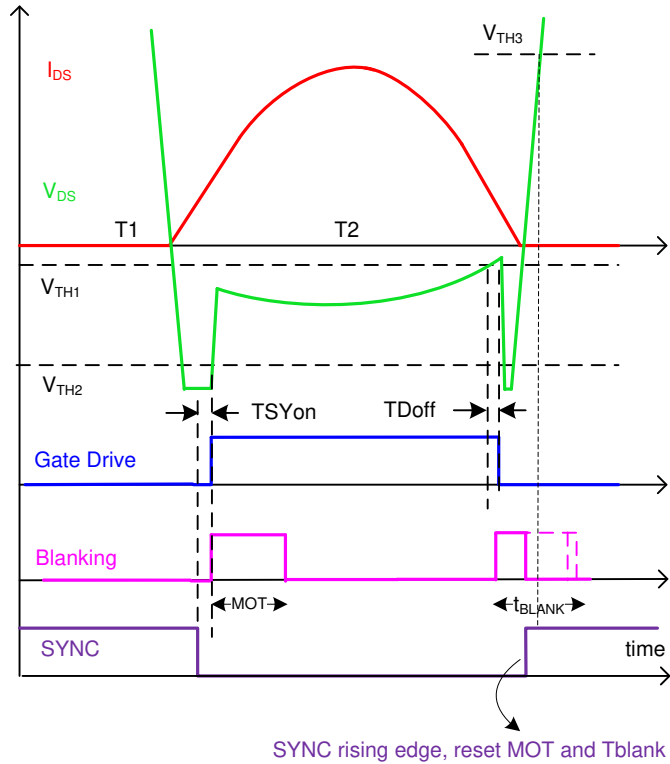 V_TH3
I_DS
V_DS
T1
T2
V_TH1
V_TH2
TSYon
TDoff
Gate Drive
Blanking
MOT
t_BLANK
SYNC
time
SYNC rising edge, reset MOT and Tblank